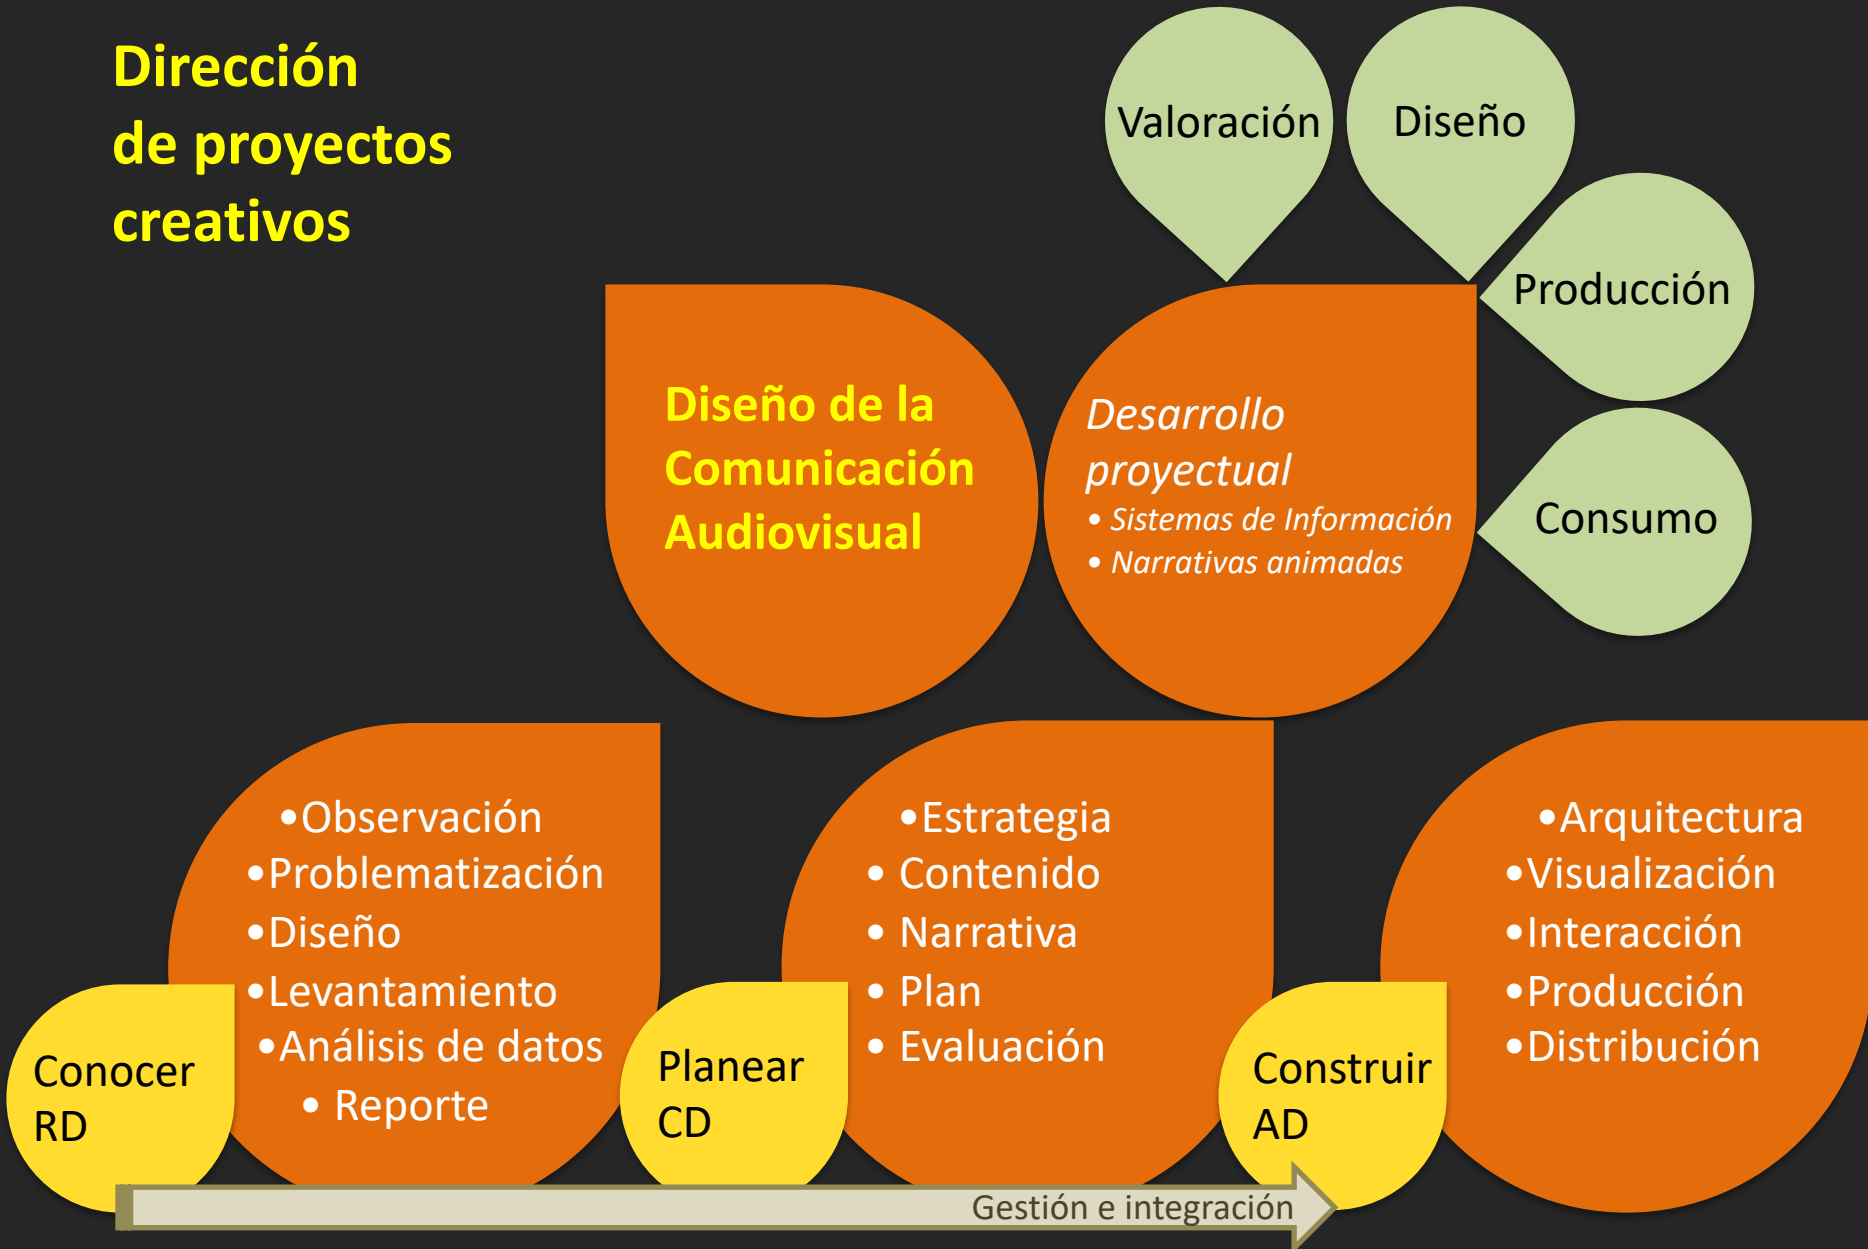 Dirección
de proyectos
creativos
Valoración
Diseño
Producción
Consumo
Diseño de la
Comunicación
Audiovisual
Desarrollo
proyectual
• Sistemas de Información
• Narrativas animadas
•Observación
•Problematización
•Diseño
•Levantamiento
•Análisis de datos
• Reporte
Conocer
RD
•Estrategia
• Contenido
• Narrativa
• Plan
• Evaluación
Planear
CD
•Arquitectura
•Visualización
•Interacción
•Producción
•Distribución
Construir
AD
Gestión e integración